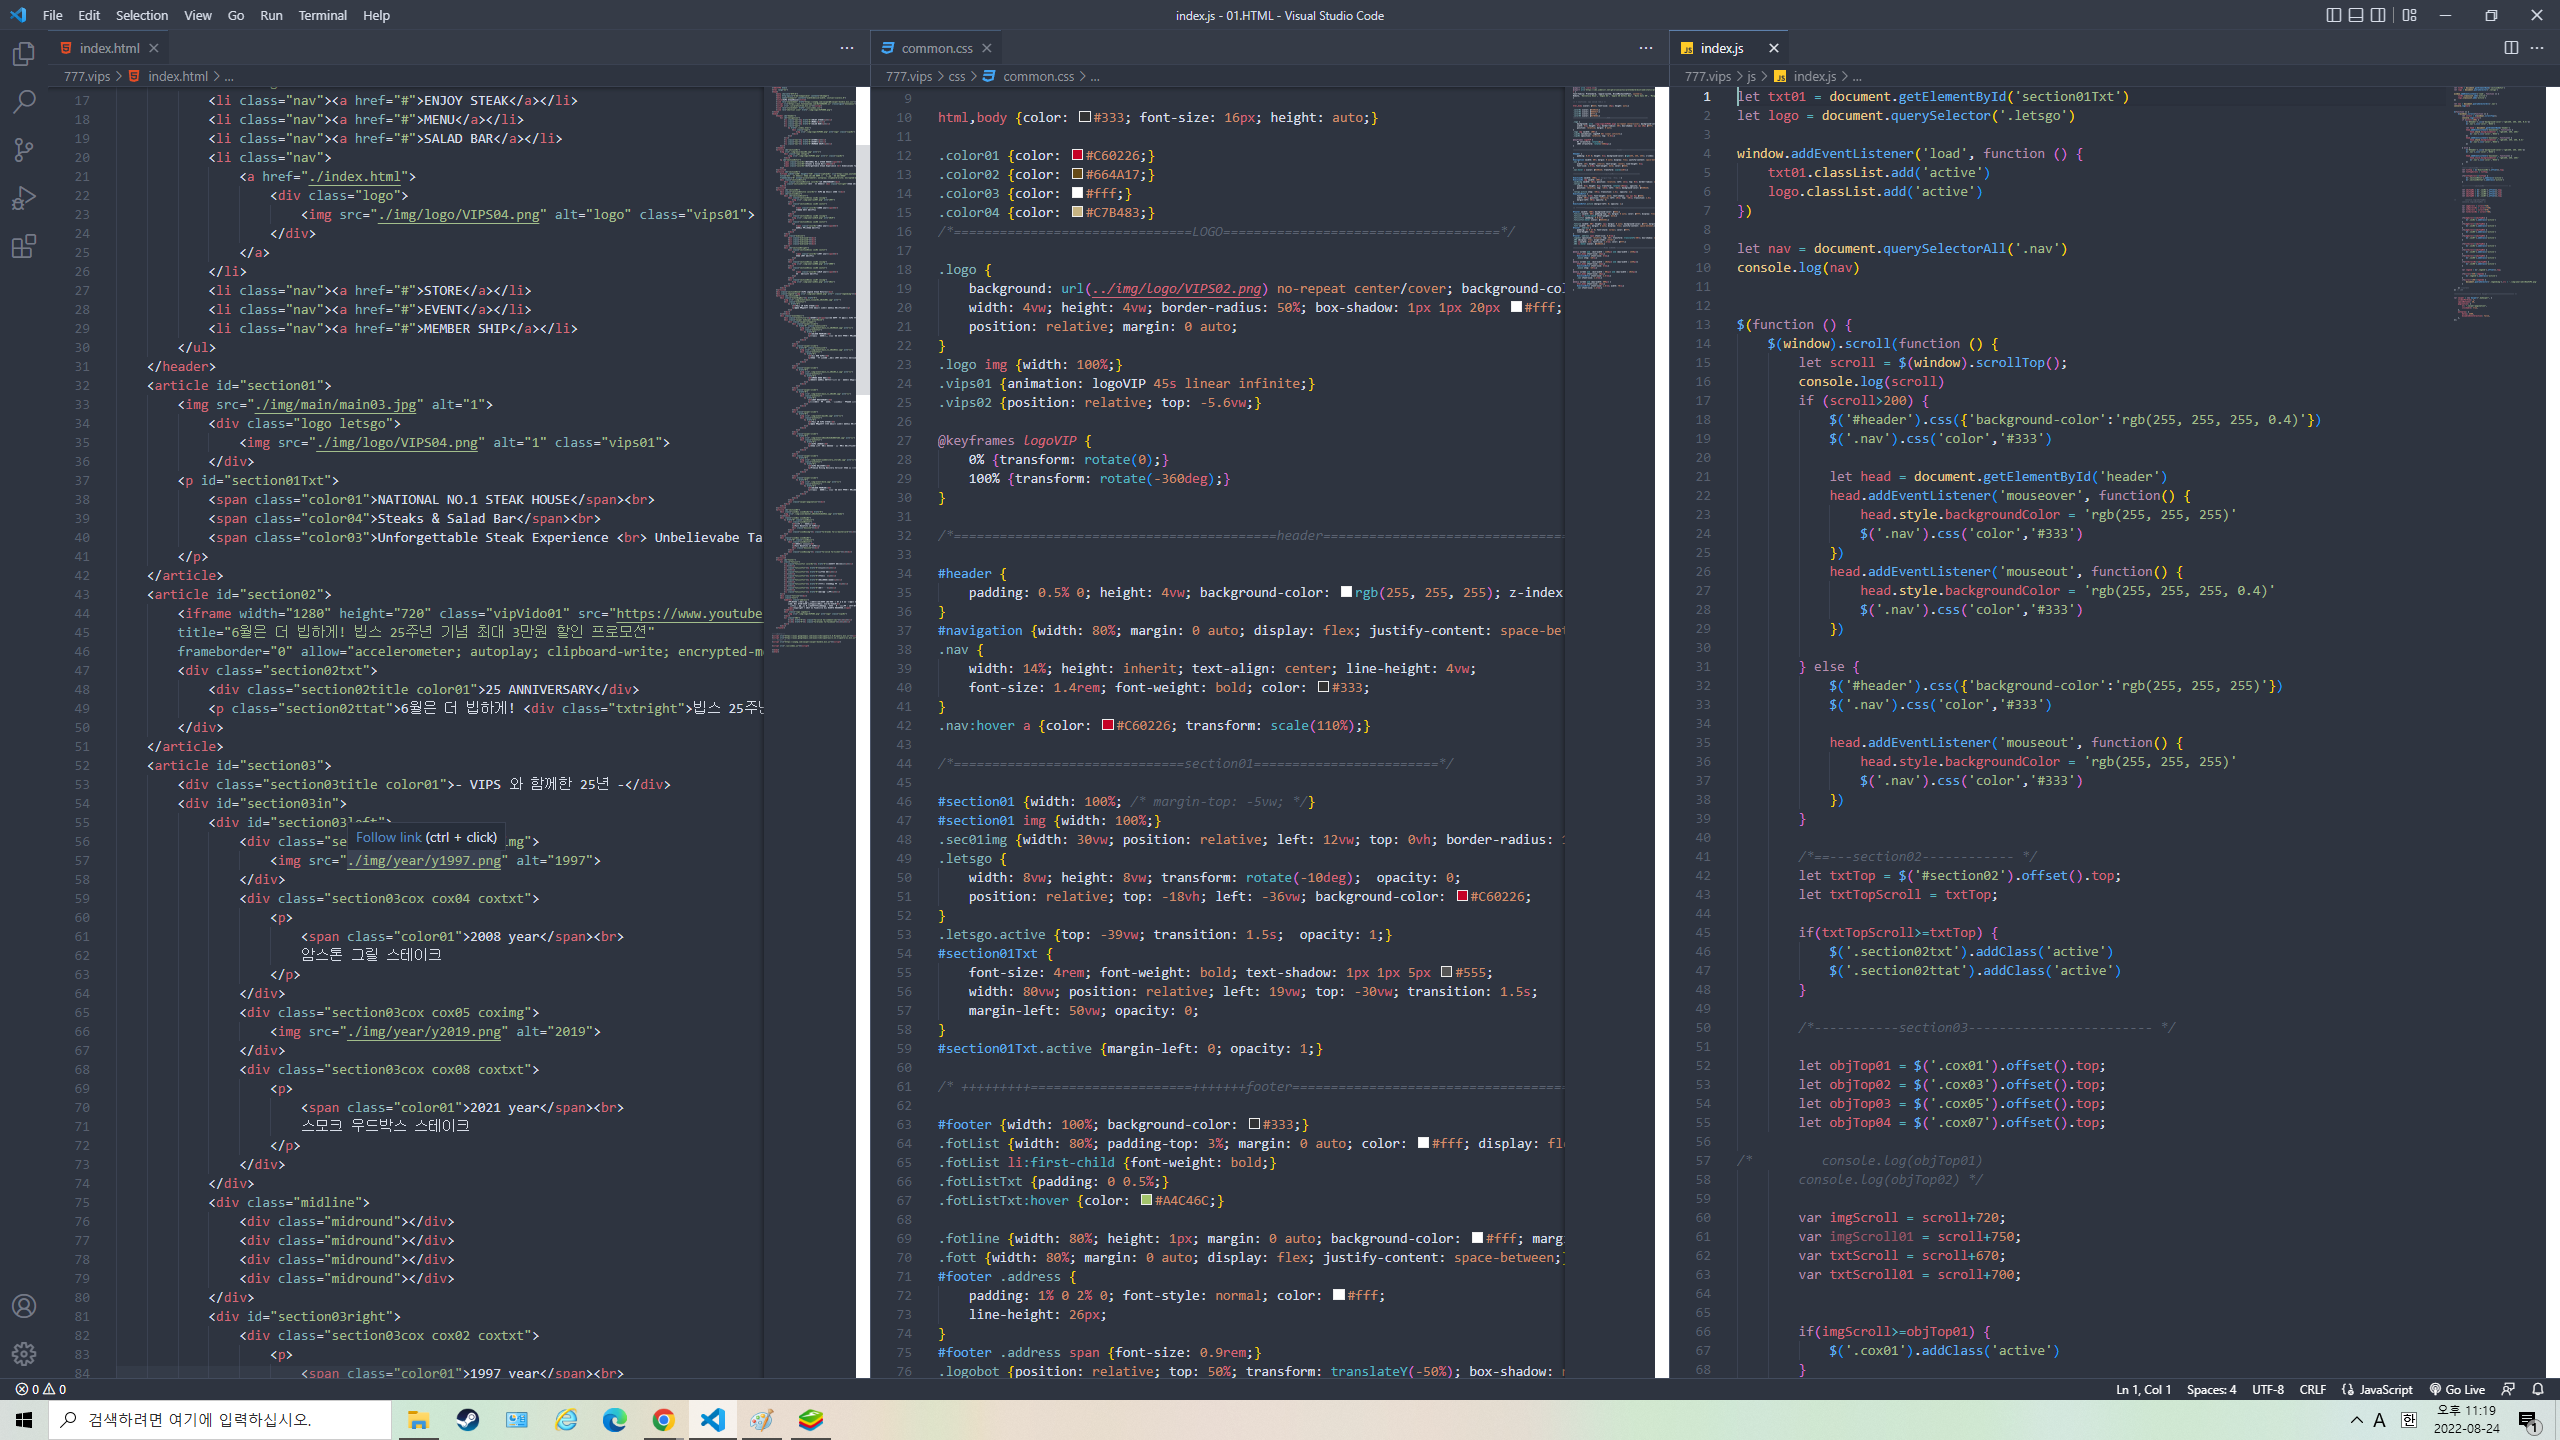 File Edit Selection View Go Run Terminal Help
index.js - 01.HTML - Visual Studio Code
index.html
777.vips > index.html > ...
17 <li class="nav"><a href="#">ENJOY STEAK</a></li>
18 <li class="nav"><a href="#">MENU</a></li>
19 <li class="nav"><a href="#">SALAD BAR</a></li>
20 <li class="nav">
21 <a href="./index.html">
22 <div class="logo">
23 <img src="./img/logo/VIPS04.png" alt="logo" class="vips01">
24 </div>
25 </a>
26 </li>
27 <li class="nav"><a href="#">STORE</a></li>
28 <li class="nav"><a href="#">EVENT</a></li>
29 <li class="nav"><a href="#">MEMBER SHIP</a></li>
30 </ul>
31 </header>
32 <article id="section01">
33 <img src="./img/main/main03.jpg" alt="1">
34 <div class="logo letsgo">
35 <img src="./img/logo/VIPS04.png" alt="1" class="vips01">
36 </div>
37 <p id="section01Txt">
38 <span class="color01">NATIONAL NO.1 STEAK HOUSE</span><br>
39 <span class="color04">Steaks & Salad Bar</span><br>
40 <span class="color03">Unforgettable Steak Experience <br> Unbelievabe Ta
41 </p>
42 </article>
43 <article id="section02">
44 <iframe width="1280" height="720" class="vipVido01" src="https://www.youtube
45 title="6월은 더 빕하게! 빕스 25주년 기념 최대 3만원 할인 프로모션"
46 frameborder="0" allow="accelerometer; autoplay; clipboard-write; encrypted-m
47 <div class="section02txt">
48 <div class="section02title color01">25 ANNIVERSARY</div>
49 <p class="section02ttat">6월은 더 빕하게! <div class="txtright">빕스 25주년
50 </div>
51 </article>
52 <article id="section03">
53 <div class="section03title color01">- VIPS 와 함께한 25년 -</div>
54 <div id="section03in">
55 <div id="section03left">
56 <div class="se
Follow link (ctrl + click)
mg">
57 <img src="./img/year/y1997.png" alt="1997">
58 </div>
59 <div class="section03cox cox04 coxtxt">
60 <p>
61 <span class="color01">2008 year</span><br>
62 암스톤 그릴 스테이크
63 </p>
64 </div>
65 <div class="section03cox cox05 coximg">
66 <img src="./img/year/y2019.png" alt="2019">
67 </div>
68 <div class="section03cox cox08 coxtxt">
69 <p>
70 <span class="color01">2021 year</span><br>
71 스모크 우드박스 스테이크
72 </p>
73 </div>
74 </div>
75 <div class="midline">
76 <div class="midround"></div>
77 <div class="midround"></div>
78 <div class="midround"></div>
79 <div class="midround"></div>
80 </div>
81 <div id="section03right">
82 <div class="section03cox cox02 coxtxt">
83 <p>
84 <span class="color01">1997 year</span><br>
common.css
777.vips > css > common.css > ...
9
10 html,body {color: #333; font-size: 16px; height: auto;}
11
12 .color01 {color: #C60226;}
13 .color02 {color: #664A17;}
14 .color03 {color: #fff;}
15 .color04 {color: #C7B483;}
16 /*===============================LOGO====================================*/
17
18 .logo {
19 background: url(../img/logo/VIPS02.png) no-repeat center/cover; background-co
20 width: 4vw; height: 4vw; border-radius: 50%; box-shadow: 1px 1px 20px #fff;
21 position: relative; margin: 0 auto;
22 }
23 .logo img {width: 100%;}
24 .vips01 {animation: logoVIP 45s linear infinite;}
25 .vips02 {position: relative; top: -5.6vw;}
26
27 @keyframes logoVIP {
28 0% {transform: rotate(0);}
29 100% {transform: rotate(-360deg);}
30 }
31
32 /*==========================================header================================
33
34 #header {
35 padding: 0.5% 0; height: 4vw; background-color: rgb(255, 255, 255); z-index
36 }
37 #navigation {width: 80%; margin: 0 auto; display: flex; justify-content: space-bet
38 .nav {
39 width: 14%; height: inherit; text-align: center; line-height: 4vw;
40 font-size: 1.4rem; font-weight: bold; color: #333;
41 }
42 .nav:hover a {color: #C60226; transform: scale(110%);}
43
44 /*==============================section01========================*/
45
46 #section01 {width: 100%; /* margin-top: -5vw; */}
47 #section01 img {width: 100%;}
48 .sec01img {width: 30vw; position: relative; left: 12vw; top: 0vh; border-radius: 1
49 .letsgo {
50 width: 8vw; height: 8vw; transform: rotate(-10deg); opacity: 0;
51 position: relative; top: -18vh; left: -36vw; background-color: #C60226;
52 }
53 .letsgo.active {top: -39vw; transition: 1.5s; opacity: 1;}
54 #section01Txt {
55 font-size: 4rem; font-weight: bold; text-shadow: 1px 1px 5px #555;
56 width: 80vw; position: relative; left: 19vw; top: -30vw; transition: 1.5s;
57 margin-left: 50vw; opacity: 0;
58 }
59 #section01Txt.active {margin-left: 0; opacity: 1;}
60
61 /* +++++++++=====================+++++++footer====================================
62
63 #footer {width: 100%; background-color: #333;}
64 .fotList {width: 80%; padding-top: 3%; margin: 0 auto; color: #fff; display: fle
65 .fotList li:first-child {font-weight: bold;}
66 .fotListTxt {padding: 0 0.5%;}
67 .fotListTxt:hover {color: #A4C46C;}
68
69 .fotline {width: 80%; height: 1px; margin: 0 auto; background-color: #fff; marg
70 .fott {width: 80%; margin: 0 auto; display: flex; justify-content: space-between;}
71 #footer .address {
72 padding: 1% 0 2% 0; font-style: normal; color: #fff;
73 line-height: 26px;
74 }
75 #footer .address span {font-size: 0.9rem;}
76 .logobot {position: relative; top: 50%; transform: translateY(-50%); box-shadow:
index.js
777.vips > js > index.js > ...
1 let txt01 = document.getElementById('section01Txt')
2 let logo = document.querySelector('.letsgo')
3
4 window.addEventListener('load', function () {
5 txt01.classList.add('active')
6 logo.classList.add('active')
7 })
8
9 let nav = document.querySelectorAll('.nav')
10 console.log(nav)
11
12
13 $(function () {
14 $(window).scroll(function () {
15 let scroll = $(window).scrollTop();
16 console.log(scroll)
17 if (scroll>200) {
18 $('#header').css({'background-color':'rgb(255, 255, 255, 0.4)'})
19 $('.nav').css('color','#333')
20
21 let head = document.getElementById('header')
22 head.addEventListener('mouseover', function() {
23 head.style.backgroundColor = 'rgb(255, 255, 255)'
24 $('.nav').css('color','#333')
25 })
26 head.addEventListener('mouseout', function() {
27 head.style.backgroundColor = 'rgb(255, 255, 255, 0.4)'
28 $('.nav').css('color','#333')
29 })
30
31 } else {
32 $('#header').css({'background-color':'rgb(255, 255, 255)'})
33 $('.nav').css('color','#333')
34
35 head.addEventListener('mouseout', function() {
36 head.style.backgroundColor = 'rgb(255, 255, 255)'
37 $('.nav').css('color','#333')
38 })
39 }
40
41 /*==---section02------------ */
42 let txtTop = $('#section02').offset().top;
43 let txtTopScroll = txtTop;
44
45 if(txtTopScroll>=txtTop) {
46 $('.section02txt').addClass('active')
47 $('.section02ttat').addClass('active')
48 }
49
50 /*-----------section03------------------------ */
51
52 let objTop01 = $('.cox01').offset().top;
53 let objTop02 = $('.cox03').offset().top;
54 let objTop03 = $('.cox05').offset().top;
55 let objTop04 = $('.cox07').offset().top;
56
57 /* console.log(objTop01)
58 console.log(objTop02) */
59
60 var imgScroll = scroll+720;
61 var imgScroll01 = scroll+750;
62 var txtScroll = scroll+670;
63 var txtScroll01 = scroll+700;
64
65
66 if(imgScroll>=objTop01) {
67 $('.cox01').addClass('active')
68 }
0 0
Ln 1, Col 1 Spaces: 4 UTF-8 CRLF JavaScript Go Live
검색하려면 여기에 입력하십시오.
A 한
오후 11:19
2022-08-24
1